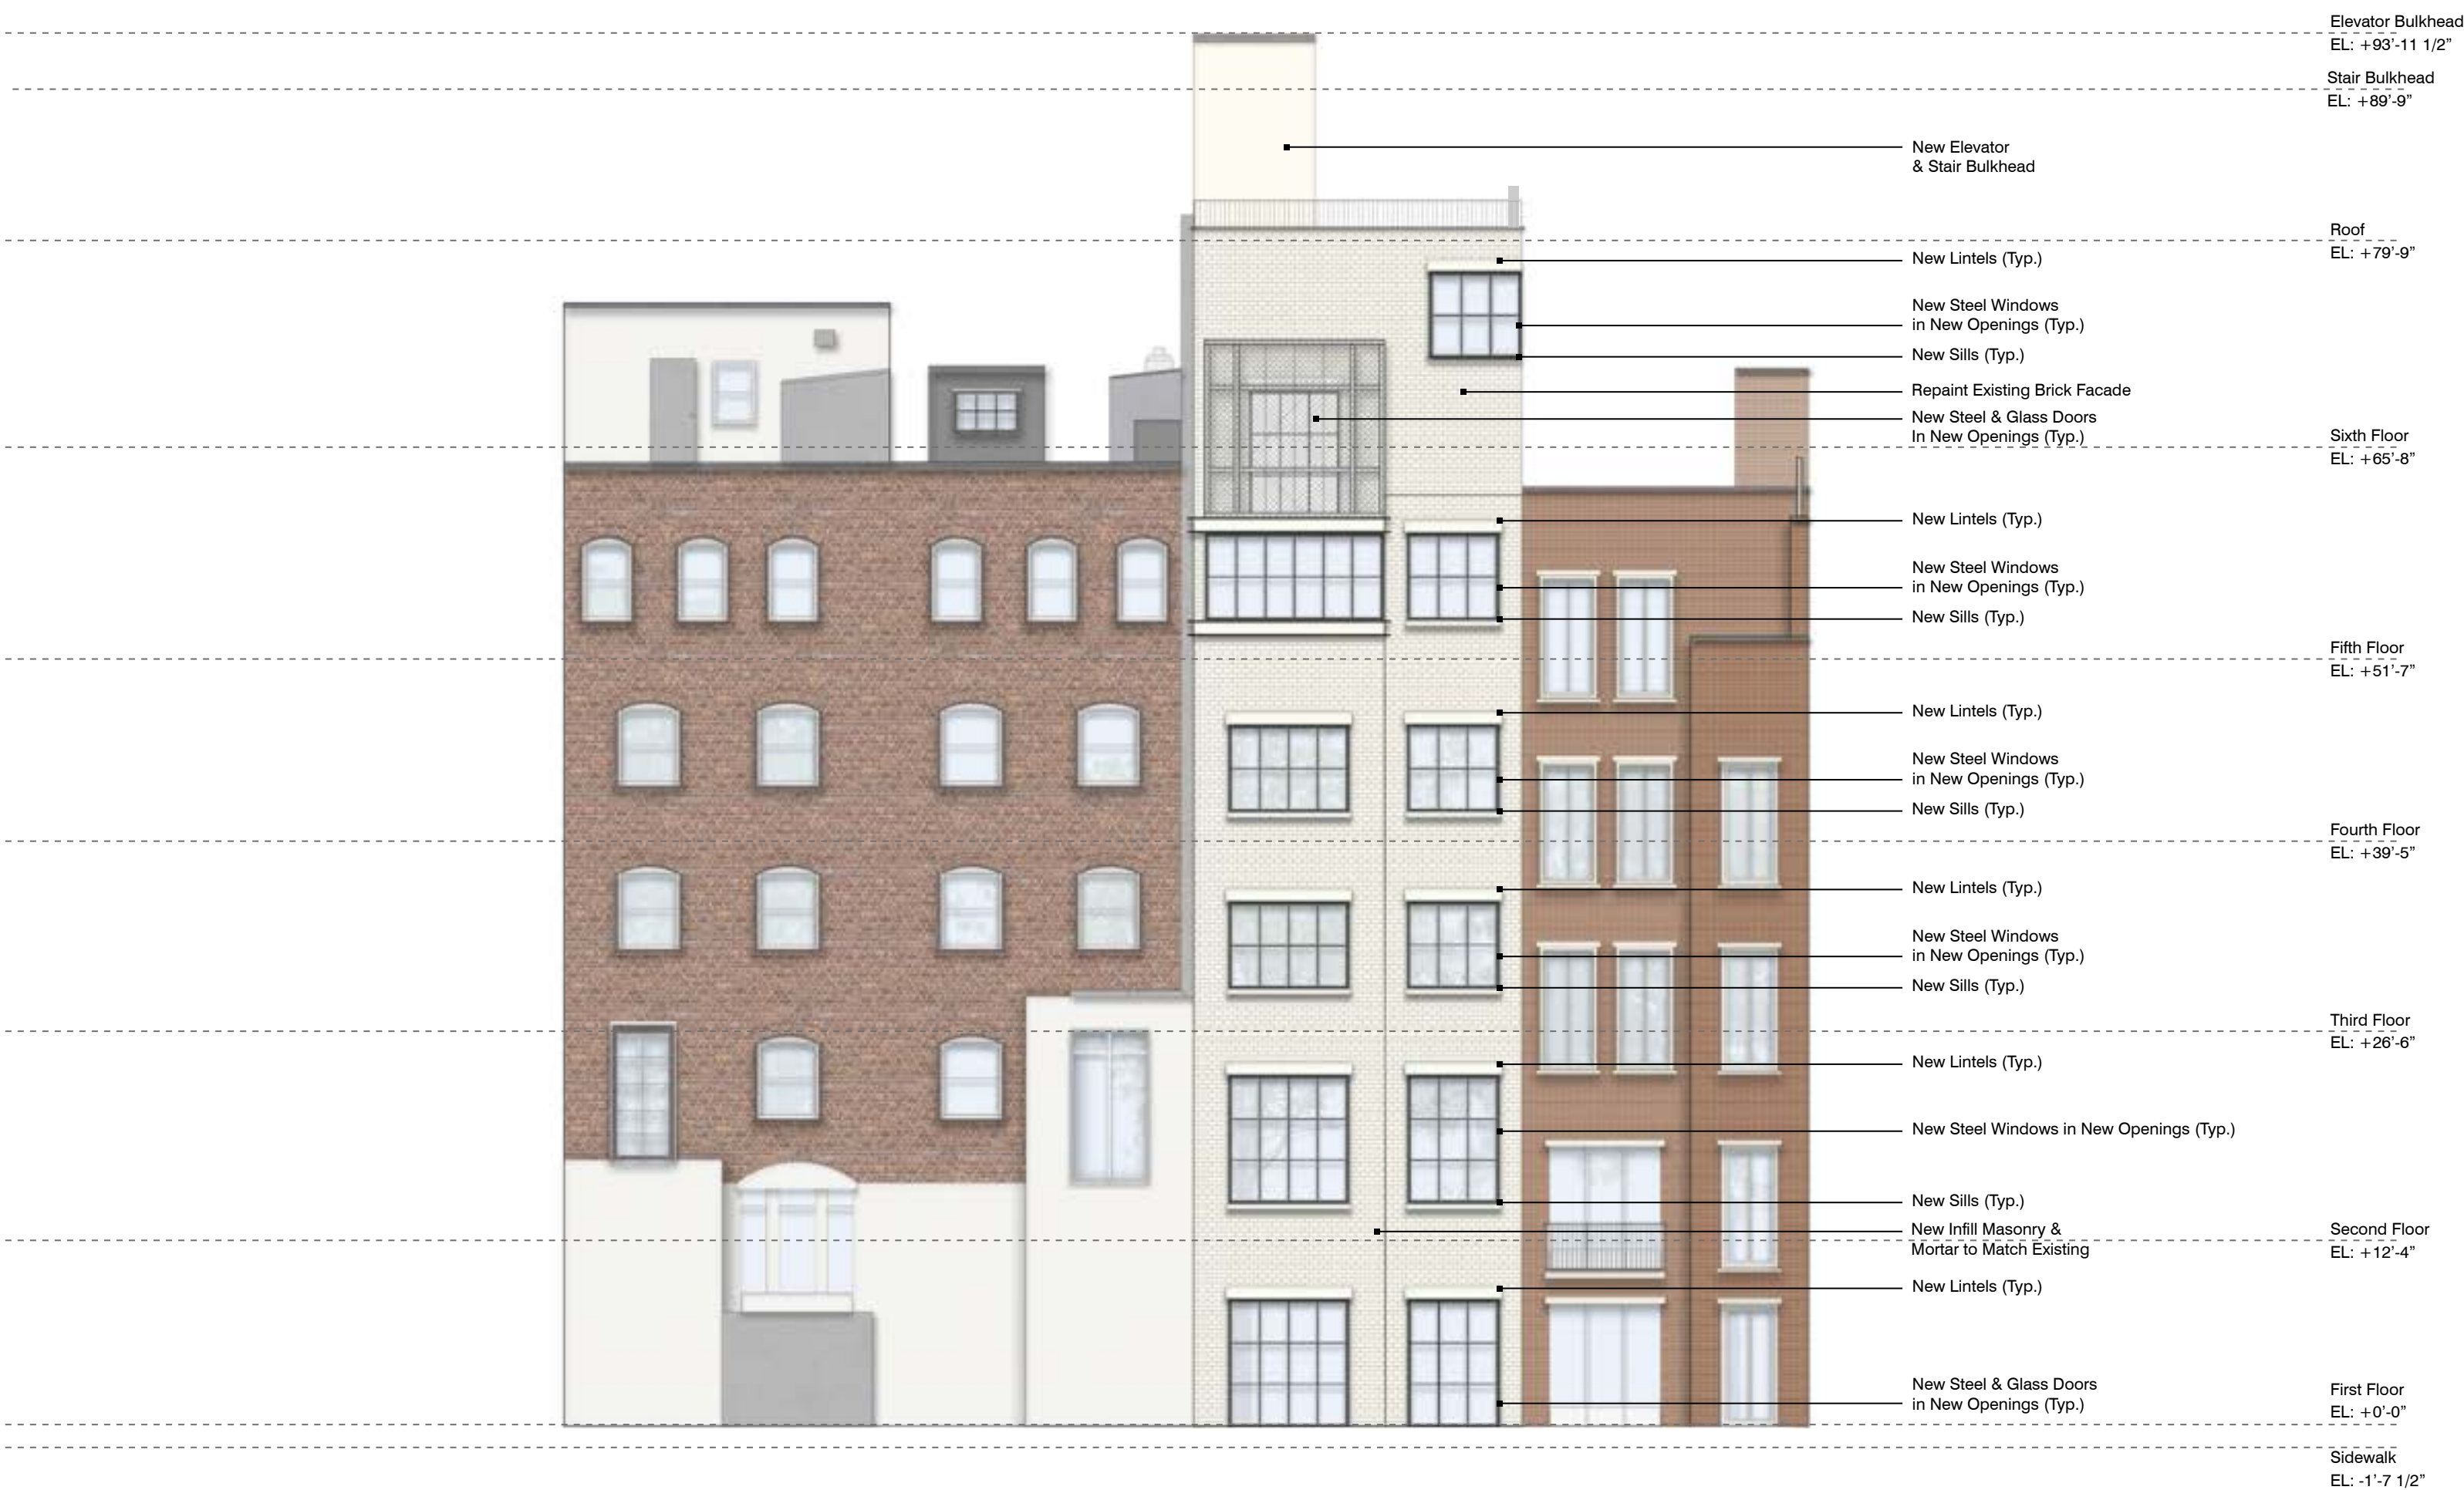 Elevator Bulkhead
EL: +93’-11 1/2”
Stair Bulkhead
EL: +89’-9”
New Elevator
& Stair Bulkhead
Roof
EL: +79’-9”
New Lintels (Typ.)
New Steel Windows
in New Openings (Typ.)
New Sills (Typ.)
Repaint Existing Brick Facade
New Steel & Glass Doors
In New Openings (Typ.)
Sixth Floor
EL: +65’-8”
New Lintels (Typ.)
New Steel Windows
in New Openings (Typ.)
New Sills (Typ.)
Fifth Floor
EL: +51’-7”
New Lintels (Typ.)
New Steel Windows
in New Openings (Typ.)
New Sills (Typ.)
Fourth Floor
EL: +39’-5”
New Lintels (Typ.)
New Steel Windows
in New Openings (Typ.)
New Sills (Typ.)
Third Floor
EL: +26’-6”
New Lintels (Typ.)
New Steel Windows in New Openings (Typ.)
New Sills (Typ.)
New Infill Masonry &
Mortar to Match Existing
Second Floor
EL: +12’-4”
New Lintels (Typ.)
New Steel & Glass Doors
in New Openings (Typ.)
First Floor
EL: +0’-0”
Sidewalk
EL: -1’-7 1/2”